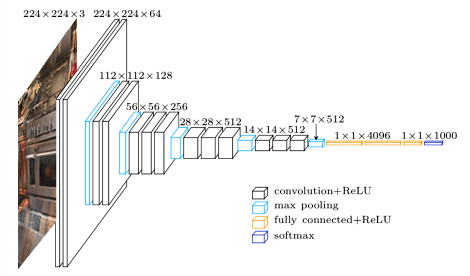 224×224×3
224×224×64
112×112×128
56×56×256
28×28×512
14×14×512
7×7×512
1×1×4096
1×1×1000
convolution+ReLU
max pooling
fully connected+ReLU
softmax